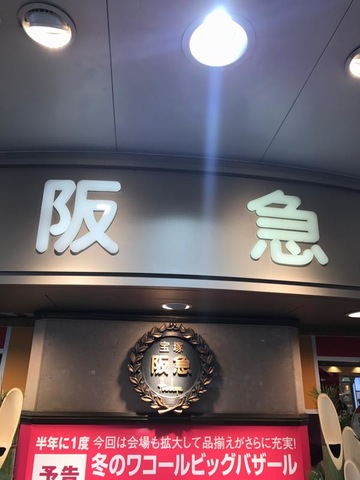 阪急
宝塚
阪急
半年に1度 今回は会場も拡大して品揃えがさらに充実!
予告
冬のワコールビッグバザール